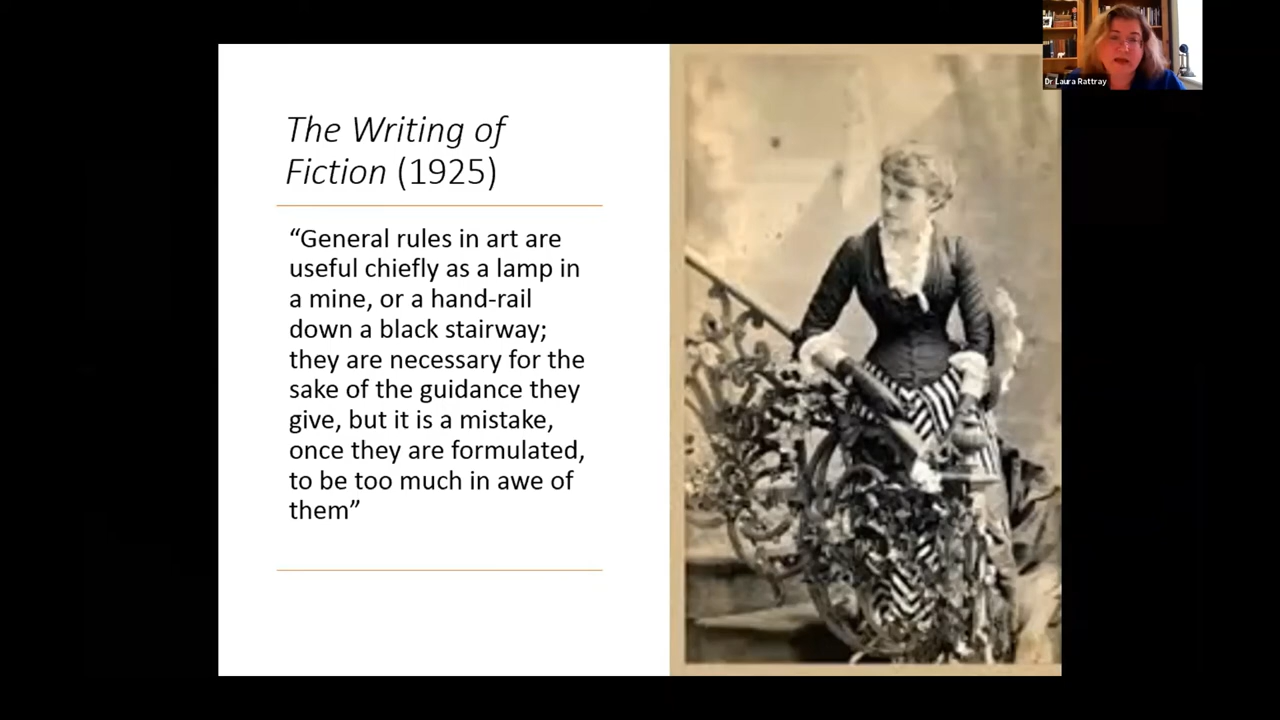 The Writing of
Fiction (1925)
“General rules in art are
useful chiefly as a lamp in
a mine, or a hand-rail
down a black stairway;
they are necessary for the
sake of the guidance they
give, but it is a mistake,
once they are formulated,
to be too much in awe of
them”
Dr Laura Rattray